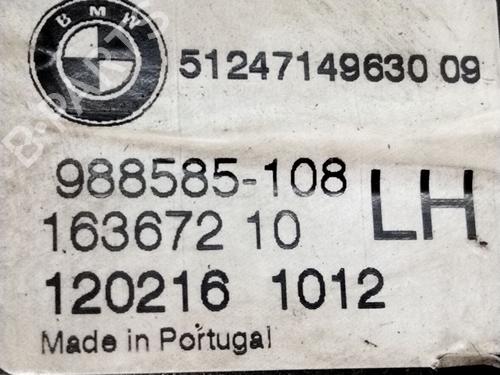 BMW
51247149630 09
988585-108
LH
163672 10
120216 1012
Made in Portugal
B-PARTS